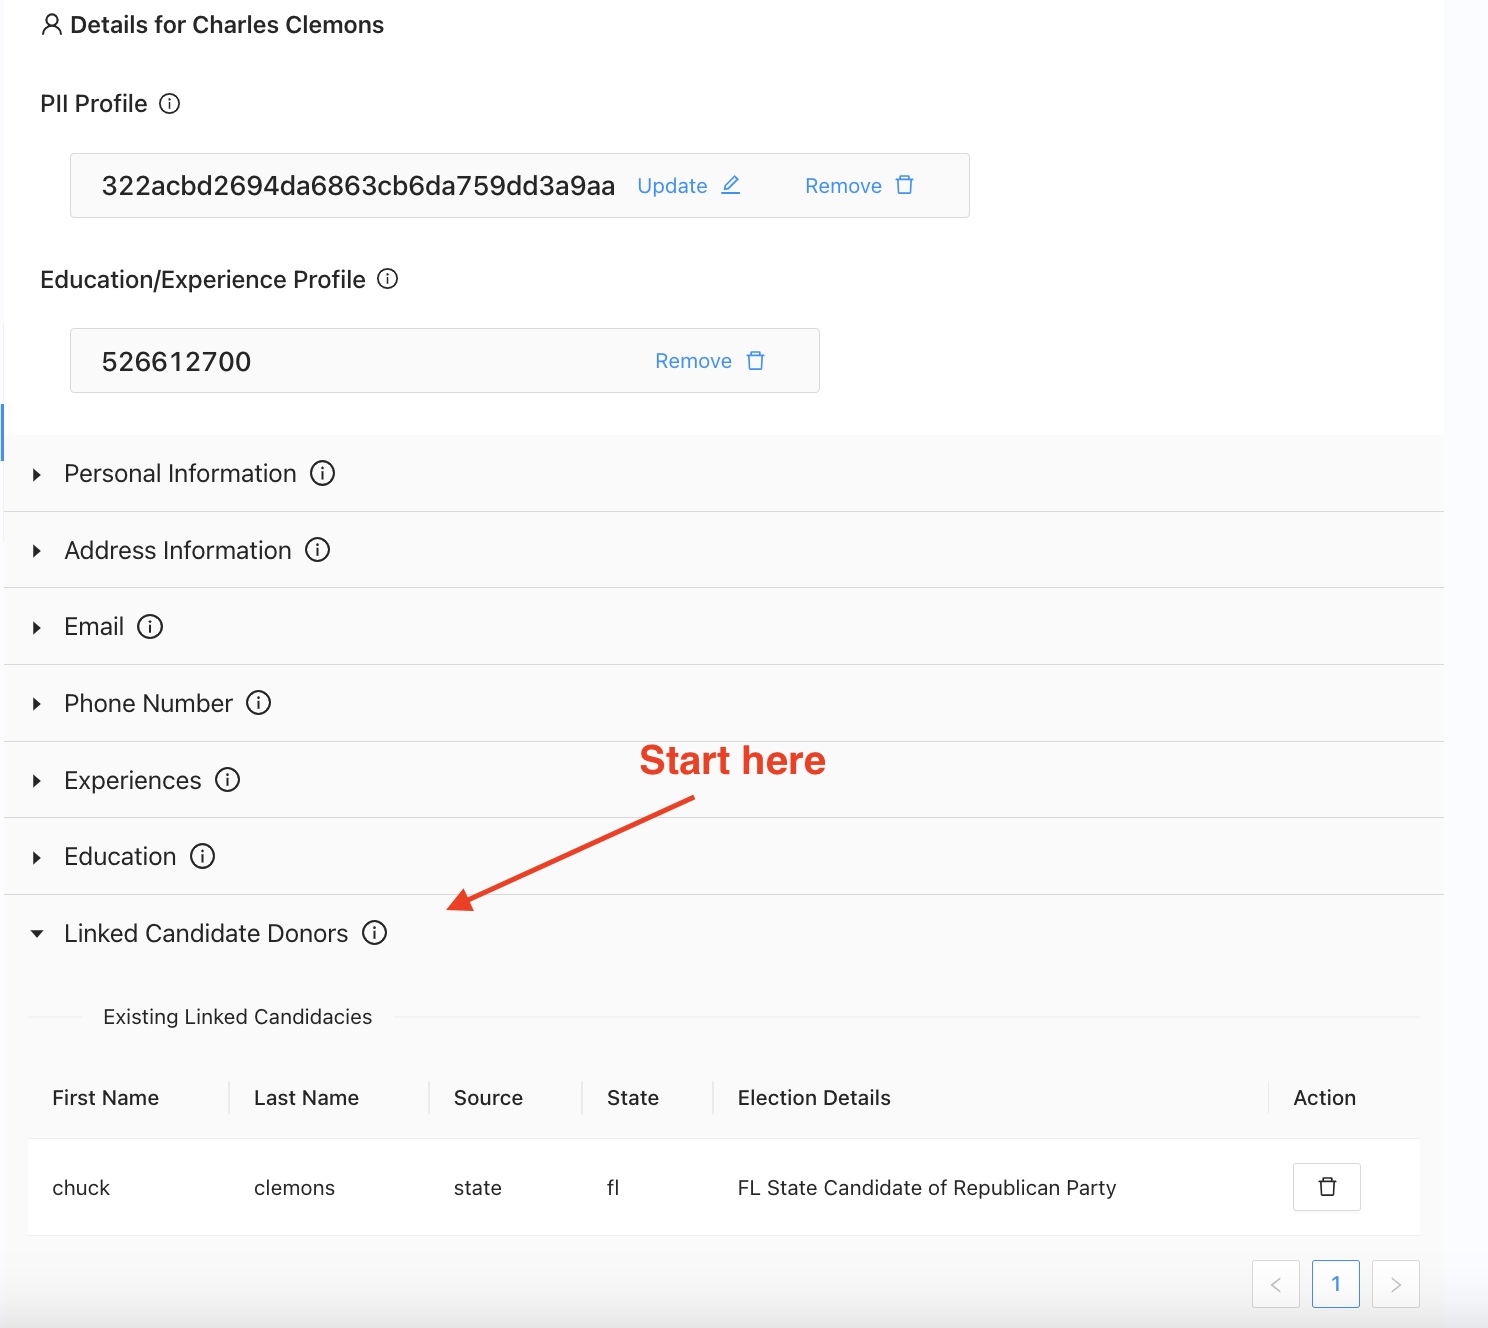 Details for Charles Clemons
PII Profile
322acbd2694da6863cb6da759dd3a9aa Update Remove
Education/Experience Profile
526612700 Remove
Personal Information
Address Information
Email
Phone Number
Start here
Experiences
Education
Linked Candidate Donors
Existing Linked Candidacies
First Name Last Name Source State Election Details Action
chuck clemons state fl FL State Candidate of Republican Party
< 1 >